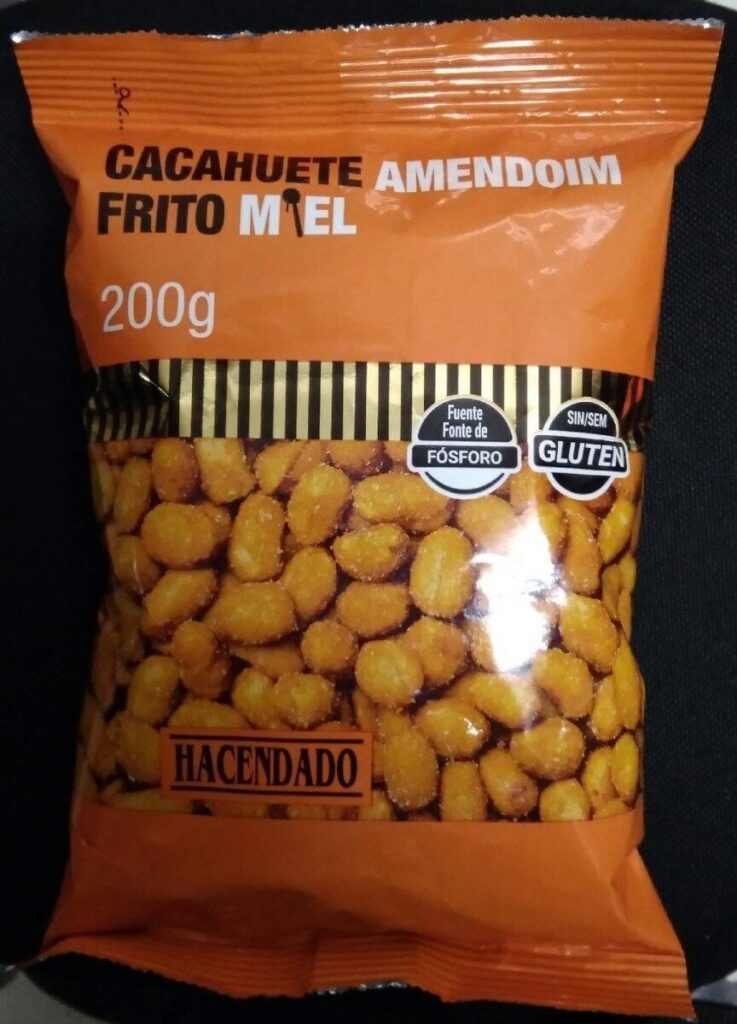 CACAHUETE AMENDOIM
FRITO MIEL
200g
Fuente
Fonte de
FÓSFORO
SIN/SEM
GLUTEN
HACENDADO